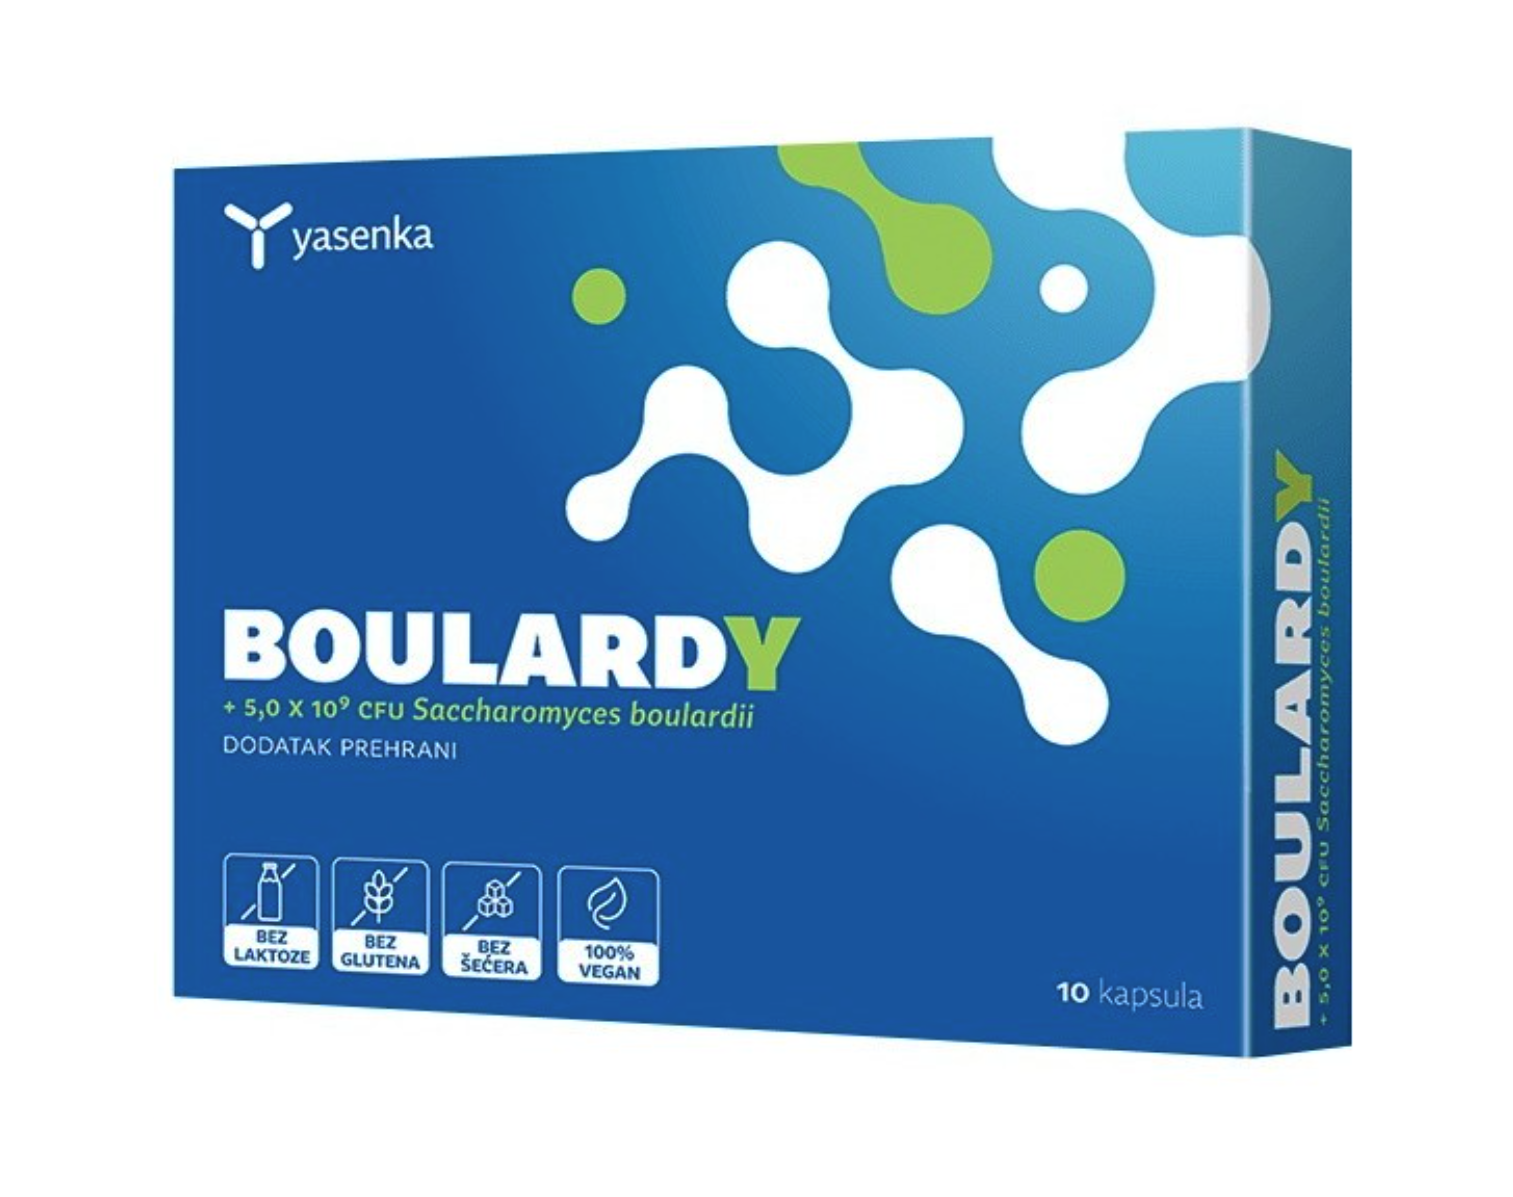 yasenka
BOULARDY
+ 5,0 X 10⁹ CFU Saccharomyces boulardii
DODATAK PREHRANI
BEZ
LAKTOZE
BEZ
GLUTENA
BEZ
ŠEĆERA
100%
VEGAN
10 kapsula
BOULARDY
+ 5,0 X 10⁹ CFU Saccharomyces boulardii